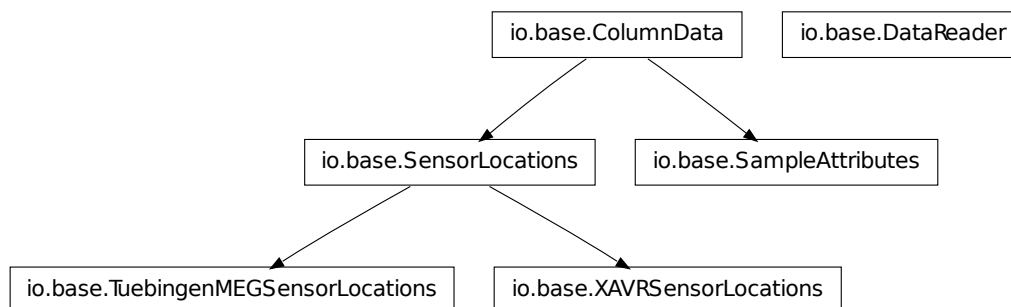 io.base.ColumnData
io.base.DataReader
io.base.SensorLocations
io.base.SampleAttributes
io.base.TuebingenMEGSensorLocations
io.base.XAVRSensorLocations